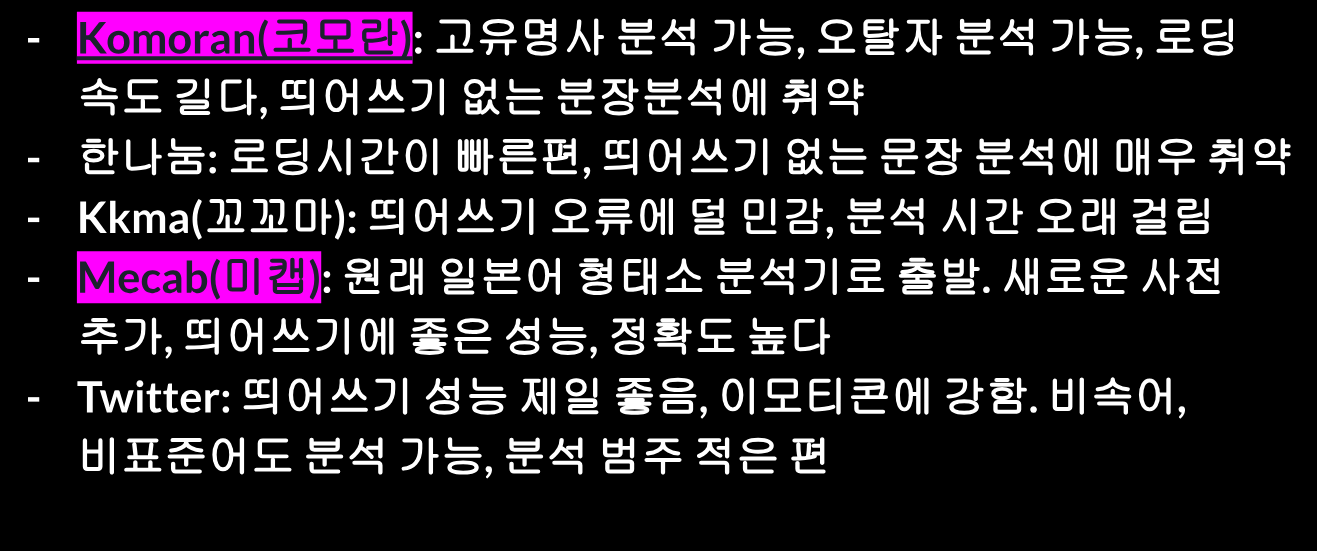 - Komoran(코모란): 고유명사 분석 가능, 오탈자 분석 가능, 로딩
속도 길다, 띄어쓰기 없는 분장분석에 취약
- 한나눔: 로딩시간이 빠른편, 띄어쓰기 없는 문장 분석에 매우 취약
- Kkma(꼬꼬마): 띄어쓰기 오류에 덜 민감, 분석 시간 오래 걸림
- Mecab(미캡): 원래 일본어 형태소 분석기로 출발. 새로운 사전
추가, 띄어쓰기에 좋은 성능, 정확도 높다
- Twitter: 띄어쓰기 성능 제일 좋음, 이모티콘에 강함. 비속어,
비표준어도 분석 가능, 분석 범주 적은 편